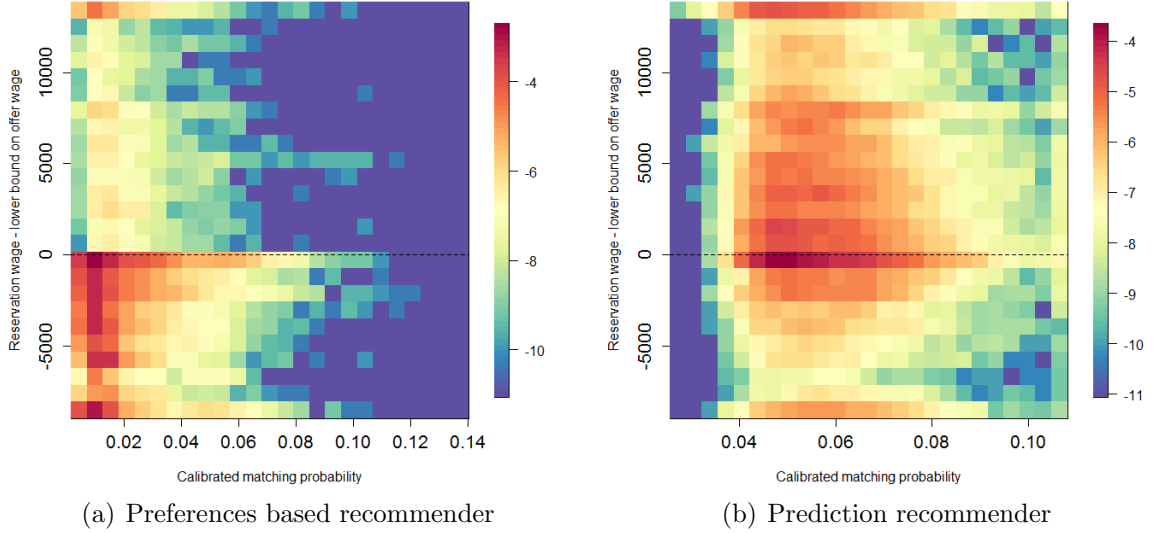 10000
5000
0
-5000
Reservation wage - lower bound on offer wage
0.02 0.04 0.06 0.08 0.10 0.12 0.14
Calibrated matching probability
-4
-6
-8
-10
(a) Preferences based recommender
10000
5000
0
-5000
Reservation wage - lower bound on offer wage
0.04 0.06 0.08 0.10
Calibrated matching probability
-4
-5
-6
-7
-8
-9
-10
-11
(b) Prediction recommender